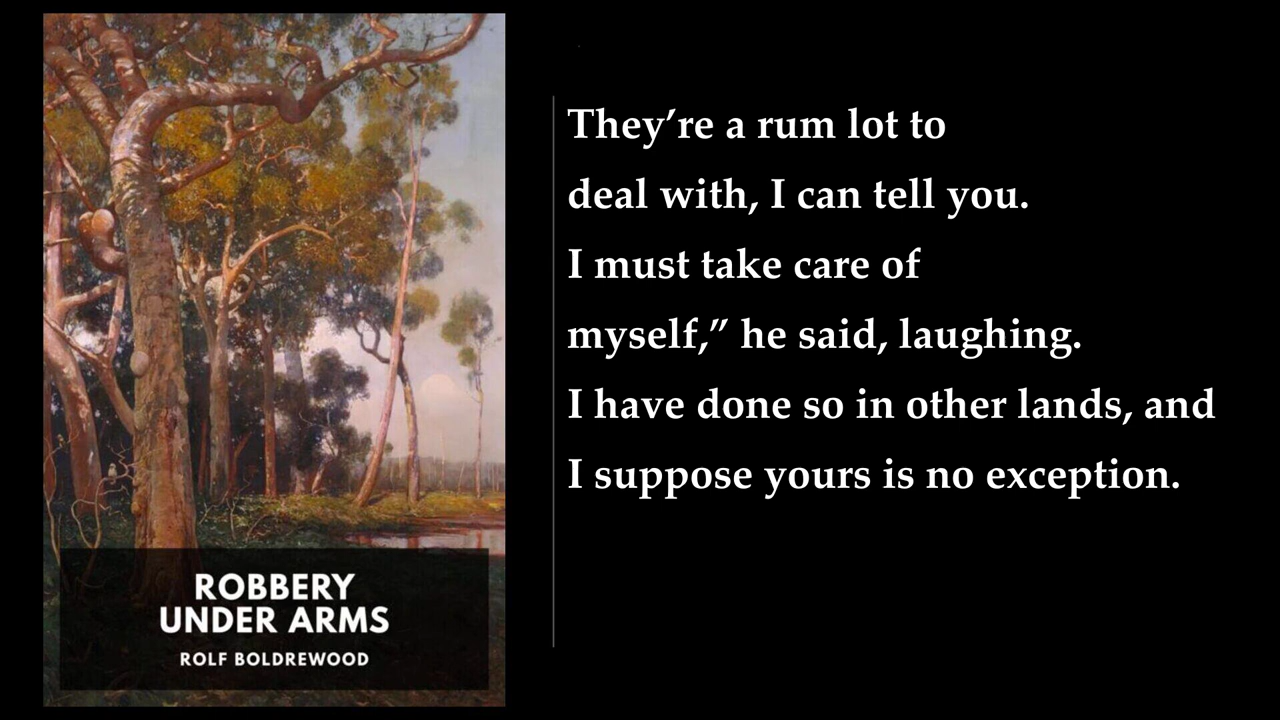 They’re a rum lot to
deal with, I can tell you.
I must take care of
myself,” he said, laughing.
I have done so in other lands, and
I suppose yours is no exception.
ROBBERY
UNDER ARMS
ROLF BOLDREWOOD